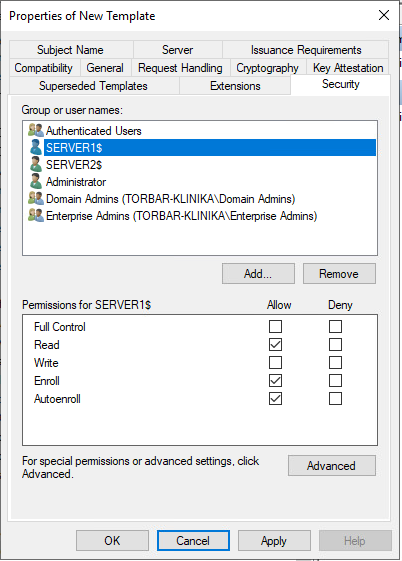 Properties of New Template
Subject Name Server Issuance Requirements
Compatibility General Request Handling Cryptography Key Attestation
Superseded Templates Extensions Security
Group or user names:
Authenticated Users
SERVER1$
SERVER2$
Administrator
Domain Admins (TORBAR-KLINIKA\Domain Admins)
Enterprise Admins (TORBAR-KLINIKA\Enterprise Admins)
Add... Remove
Permissions for SERVER1$ Allow Deny
Full Control
Read
Write
Enroll
Autoenroll
For special permissions or advanced settings, click
Advanced.
Advanced
OK Cancel Apply Help